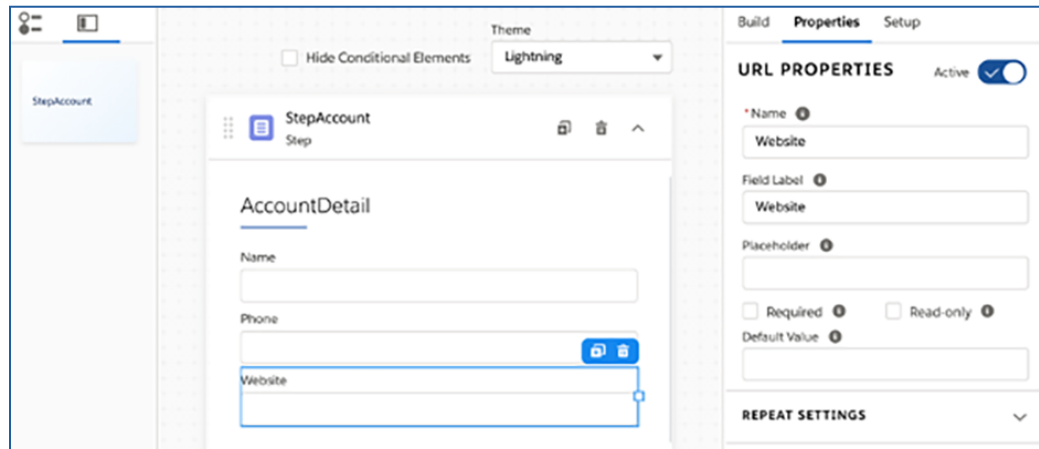 StepAccount
Hide Conditional Elements
Theme
Lightning
StepAccount
Step
AccountDetail
Name
Phone
Website
Build Properties Setup
URL PROPERTIES Active
*Name
Website
Field Label
Website
Placeholder
Required Read-only
Default Value
REPEAT SETTINGS